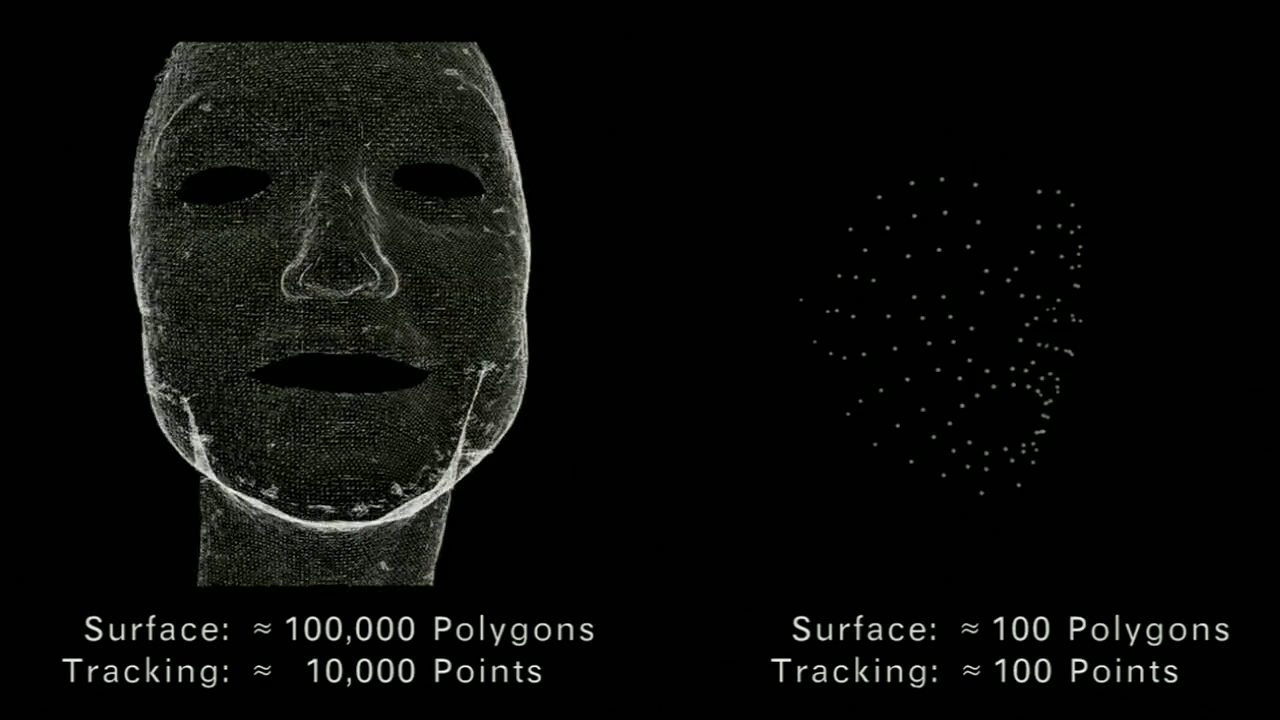 Surface: ≈ 100,000 Polygons
Tracking: ≈ 10,000 Points
Surface: ≈ 100 Polygons
Tracking: ≈ 100 Points